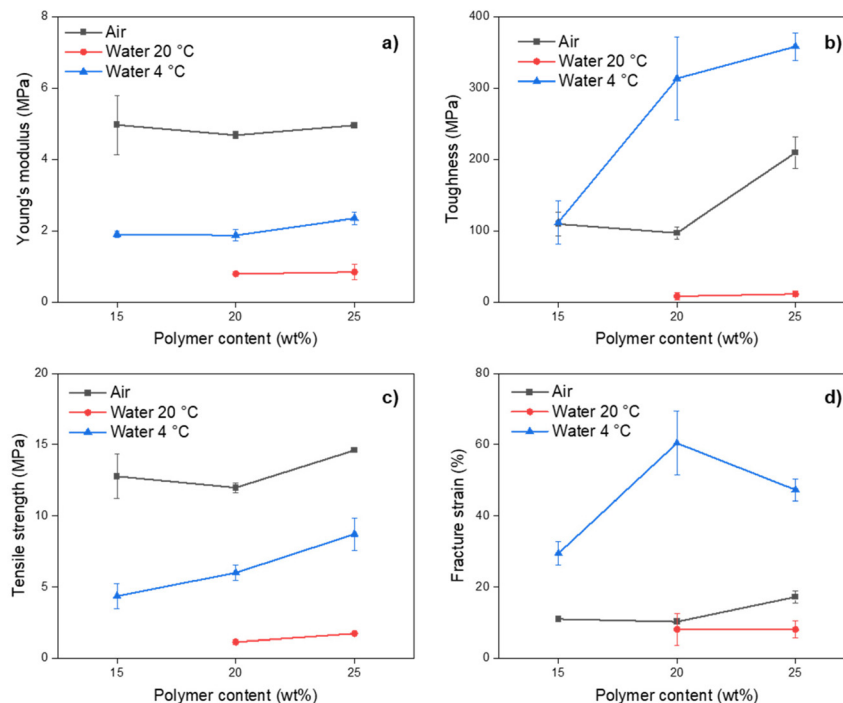 a)
Air
Water 20 °C
Water 4 °C
Young's modulus (MPa)
8
6
4
2
0
15
20
25
Polymer content (wt%)
b)
Air
Water 20 °C
Water 4 °C
Toughness (MPa)
400
300
200
100
0
15
20
25
Polymer content (wt%)
c)
Air
Water 20 °C
Water 4 °C
Tensile strength (MPa)
20
15
10
5
0
15
20
25
Polymer content (wt%)
d)
Air
Water 20 °C
Water 4 °C
Fracture strain (%)
80
60
40
20
0
15
20
25
Polymer content (wt%)